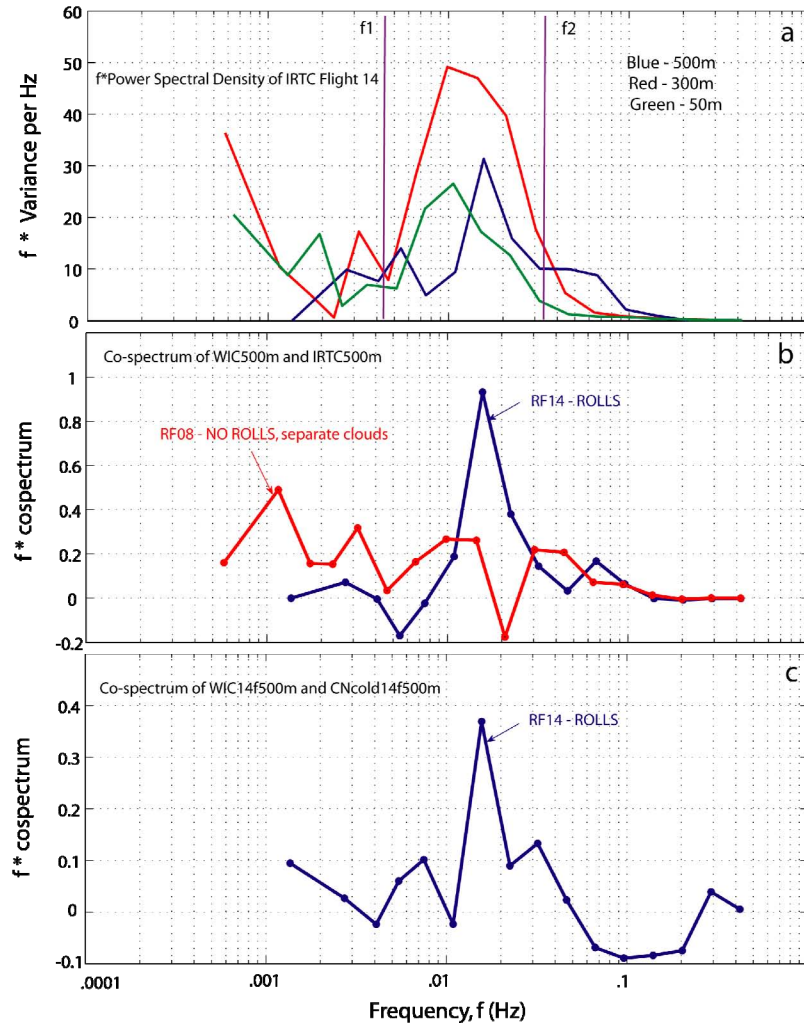 f1
f2
a
f*Power Spectral Density of IRTC Flight 14
Blue - 500m
Red - 300m
Green - 50m
f * Variance per Hz
60
50
40
30
20
10
0
b
Co-spectrum of WIC500m and IRTC500m
RF14 - ROLLS
RF08 - NO ROLLS, separate clouds
f * cospectrum
1
0.8
0.6
0.4
0.2
0
-0.2
c
Co-spectrum of WIC14f500m and CNcold14f500m
RF14 - ROLLS
f * cospectrum
0.4
0.3
0.2
0.1
0
-0.1
.0001
.001
.01
.1
Frequency, f (Hz)